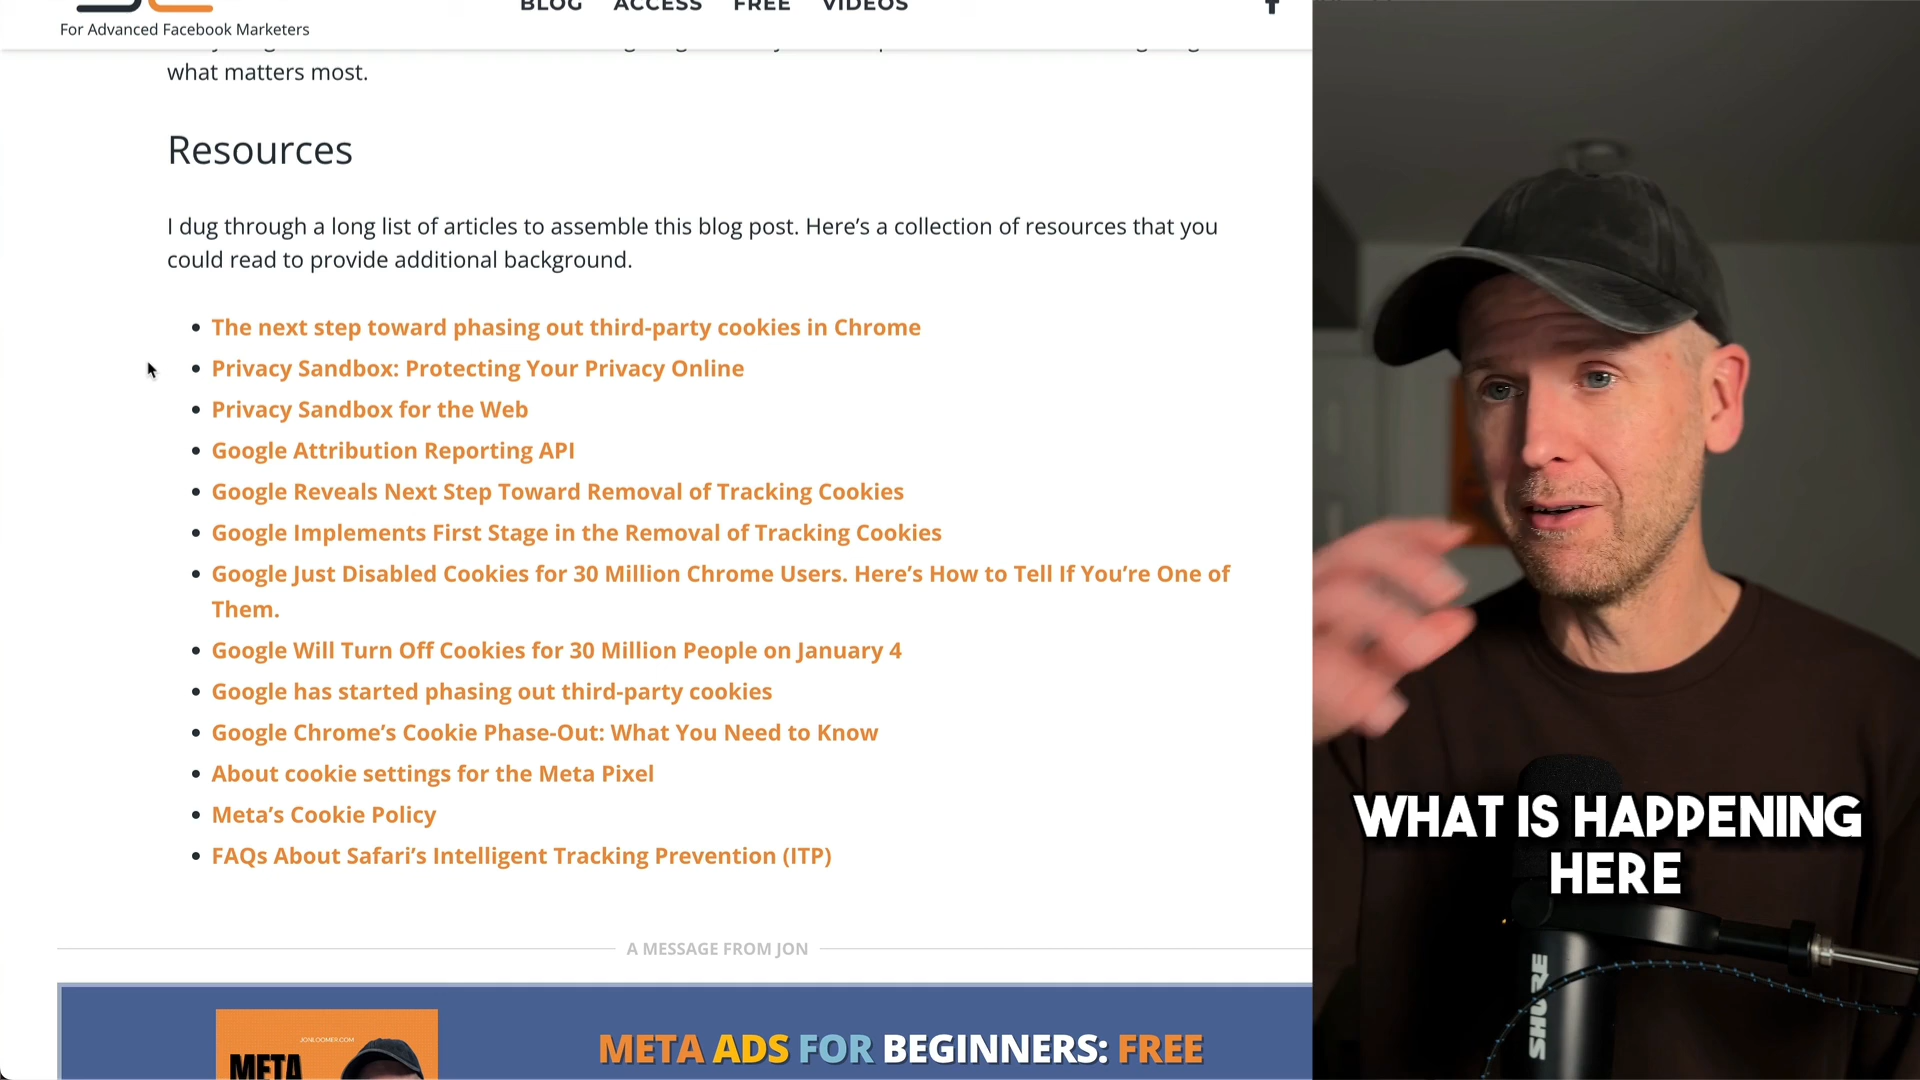 BLOG ACCESS FREE VIDEOS
For Advanced Facebook Marketers
what matters most.
Resources
I dug through a long list of articles to assemble this blog post. Here’s a collection of resources that you
could read to provide additional background.
The next step toward phasing out third-party cookies in Chrome
Privacy Sandbox: Protecting Your Privacy Online
Privacy Sandbox for the Web
Google Attribution Reporting API
Google Reveals Next Step Toward Removal of Tracking Cookies
Google Implements First Stage in the Removal of Tracking Cookies
Google Just Disabled Cookies for 30 Million Chrome Users. Here’s How to Tell If You’re One of
Them.
Google Will Turn Off Cookies for 30 Million People on January 4
Google has started phasing out third-party cookies
Google Chrome’s Cookie Phase-Out: What You Need to Know
About cookie settings for the Meta Pixel
Meta’s Cookie Policy
FAQs About Safari’s Intelligent Tracking Prevention (ITP)
A MESSAGE FROM JON
JONLOOMER.COM
META
META ADS FOR BEGINNERS: FREE
WHAT IS HAPPENING
HERE
SHURE